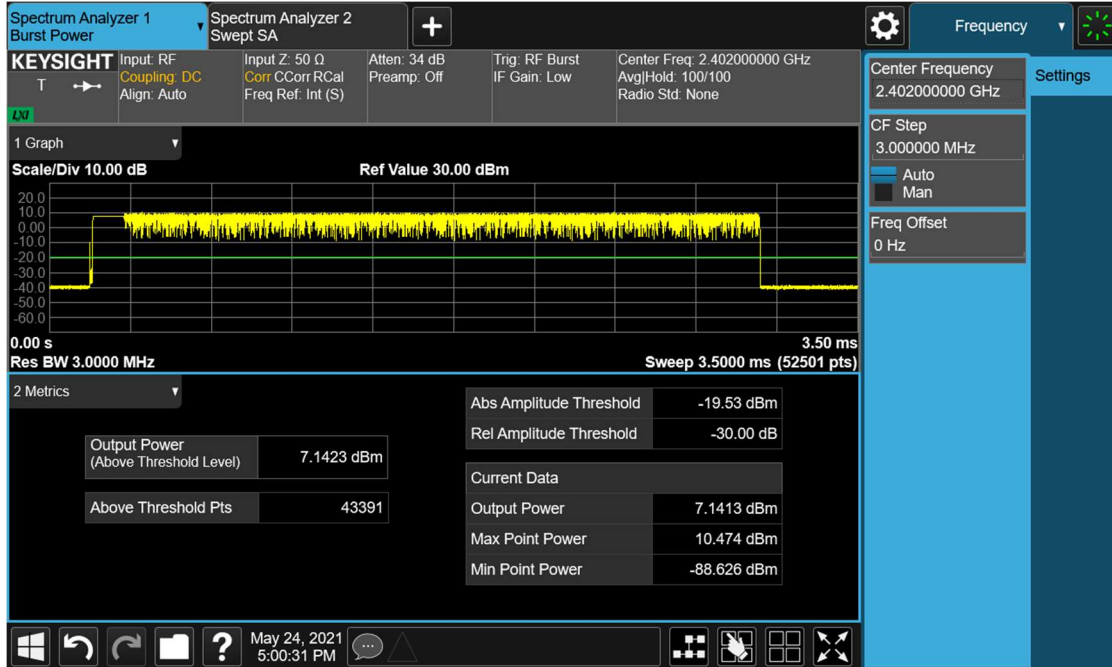 Spectrum Analyzer 1
Burst Power
Spectrum Analyzer 2
Swept SA
Frequency
KEYSIGHT
T
LXI
Input: RF
Coupling: DC
Align: Auto
Input Z: 50 Ω
Corr CCorr RCal
Freq Ref: Int (S)
Atten: 34 dB
Preamp: Off
Trig: RF Burst
IF Gain: Low
Center Freq: 2.402000000 GHz
Avg|Hold: 100/100
Radio Std: None
Center Frequency
2.402000000 GHz
Settings
CF Step
3.000000 MHz
Auto
Man
Freq Offset
0 Hz
1 Graph
Scale/Div 10.00 dB
Ref Value 30.00 dBm
20.0
10.0
0.00
-10.0
-20.0
-30.0
-40.0
-50.0
-60.0
0.00 s
3.50 ms
Res BW 3.0000 MHz
Sweep 3.5000 ms (52501 pts)
2 Metrics
Output Power
(Above Threshold Level)
7.1423 dBm
Above Threshold Pts
43391
Abs Amplitude Threshold
-19.53 dBm
Rel Amplitude Threshold
-30.00 dB
Current Data
Output Power
7.1413 dBm
Max Point Power
10.474 dBm
Min Point Power
-88.626 dBm
?
May 24, 2021
5:00:31 PM